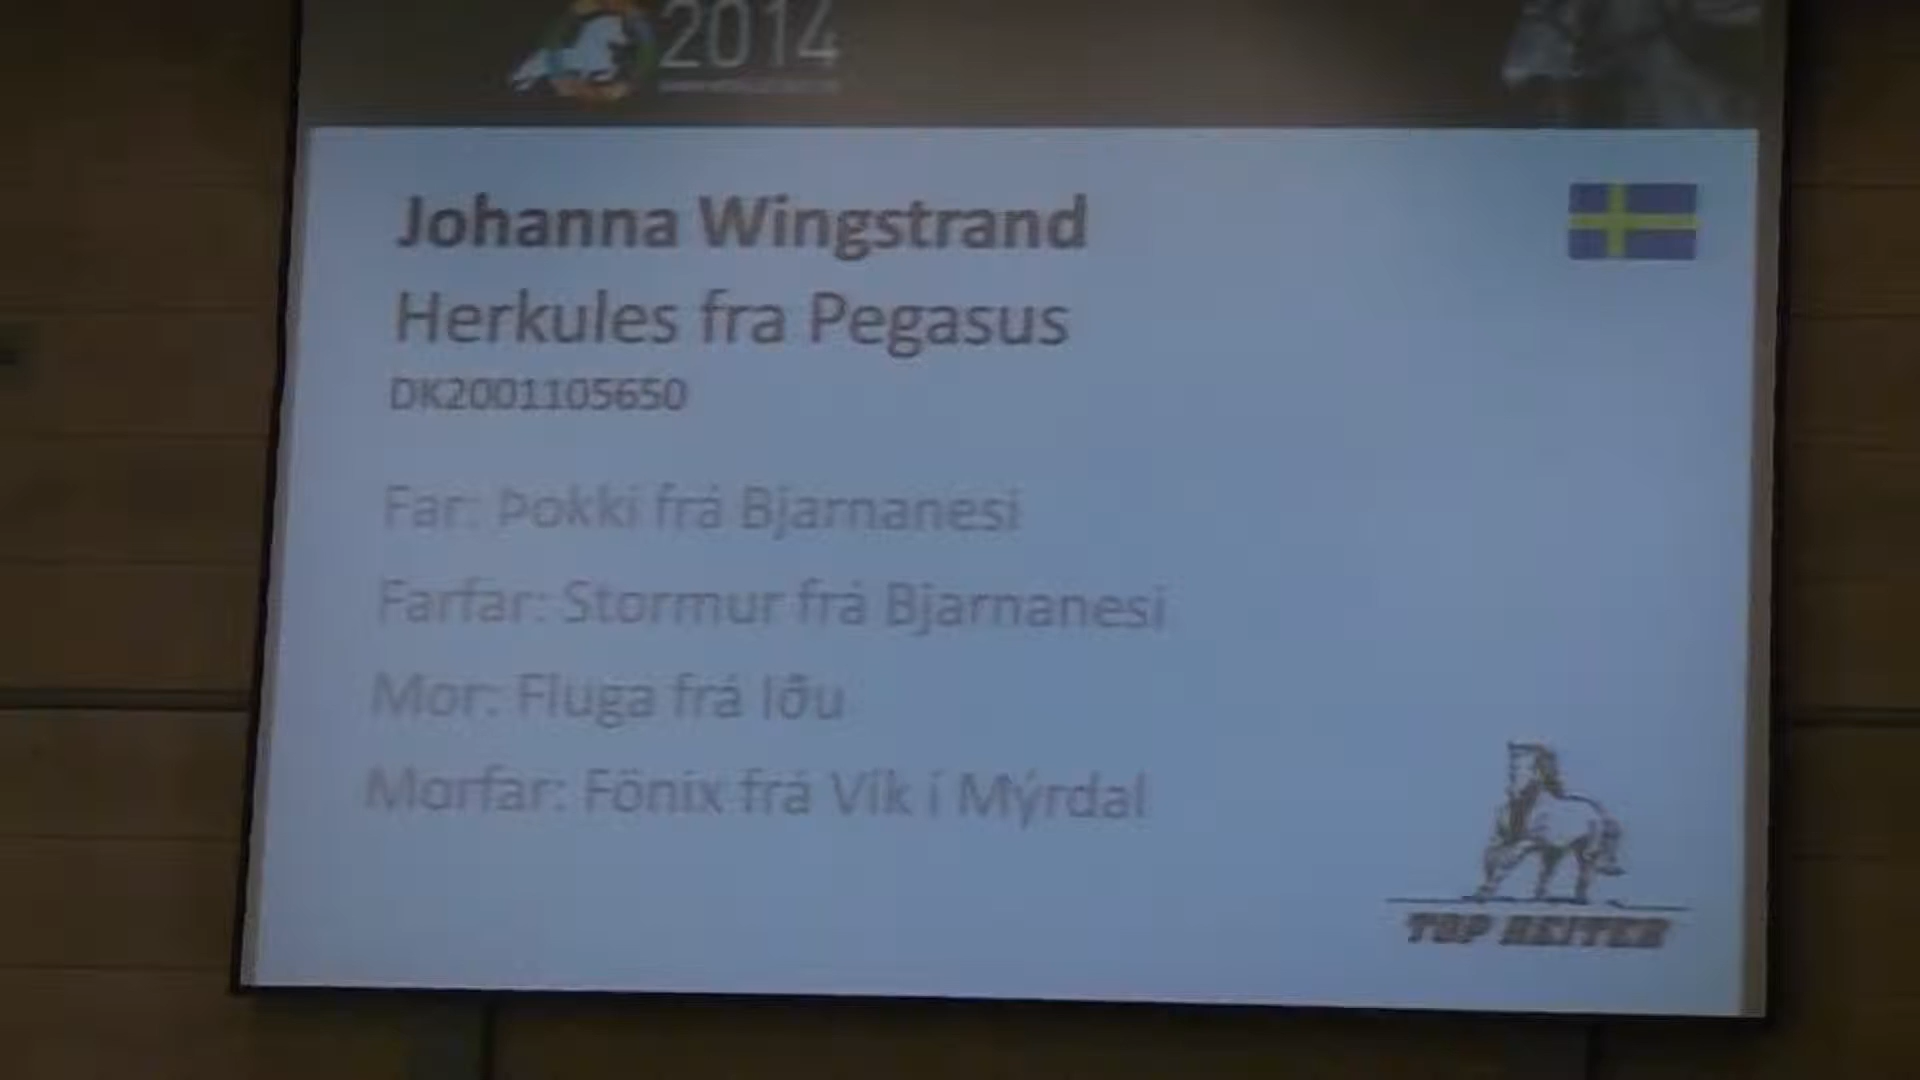 2014
Johanna Wingstrand
Herkules fra Pegasus
DK2001105650
Far: Þokki frá Bjarnanesi
Farfar: Stormur frá Bjarnanesi
Mor: Fluga frá Iðu
Morfar: Fönix frá Vík í Mýrdal
TOP REITER